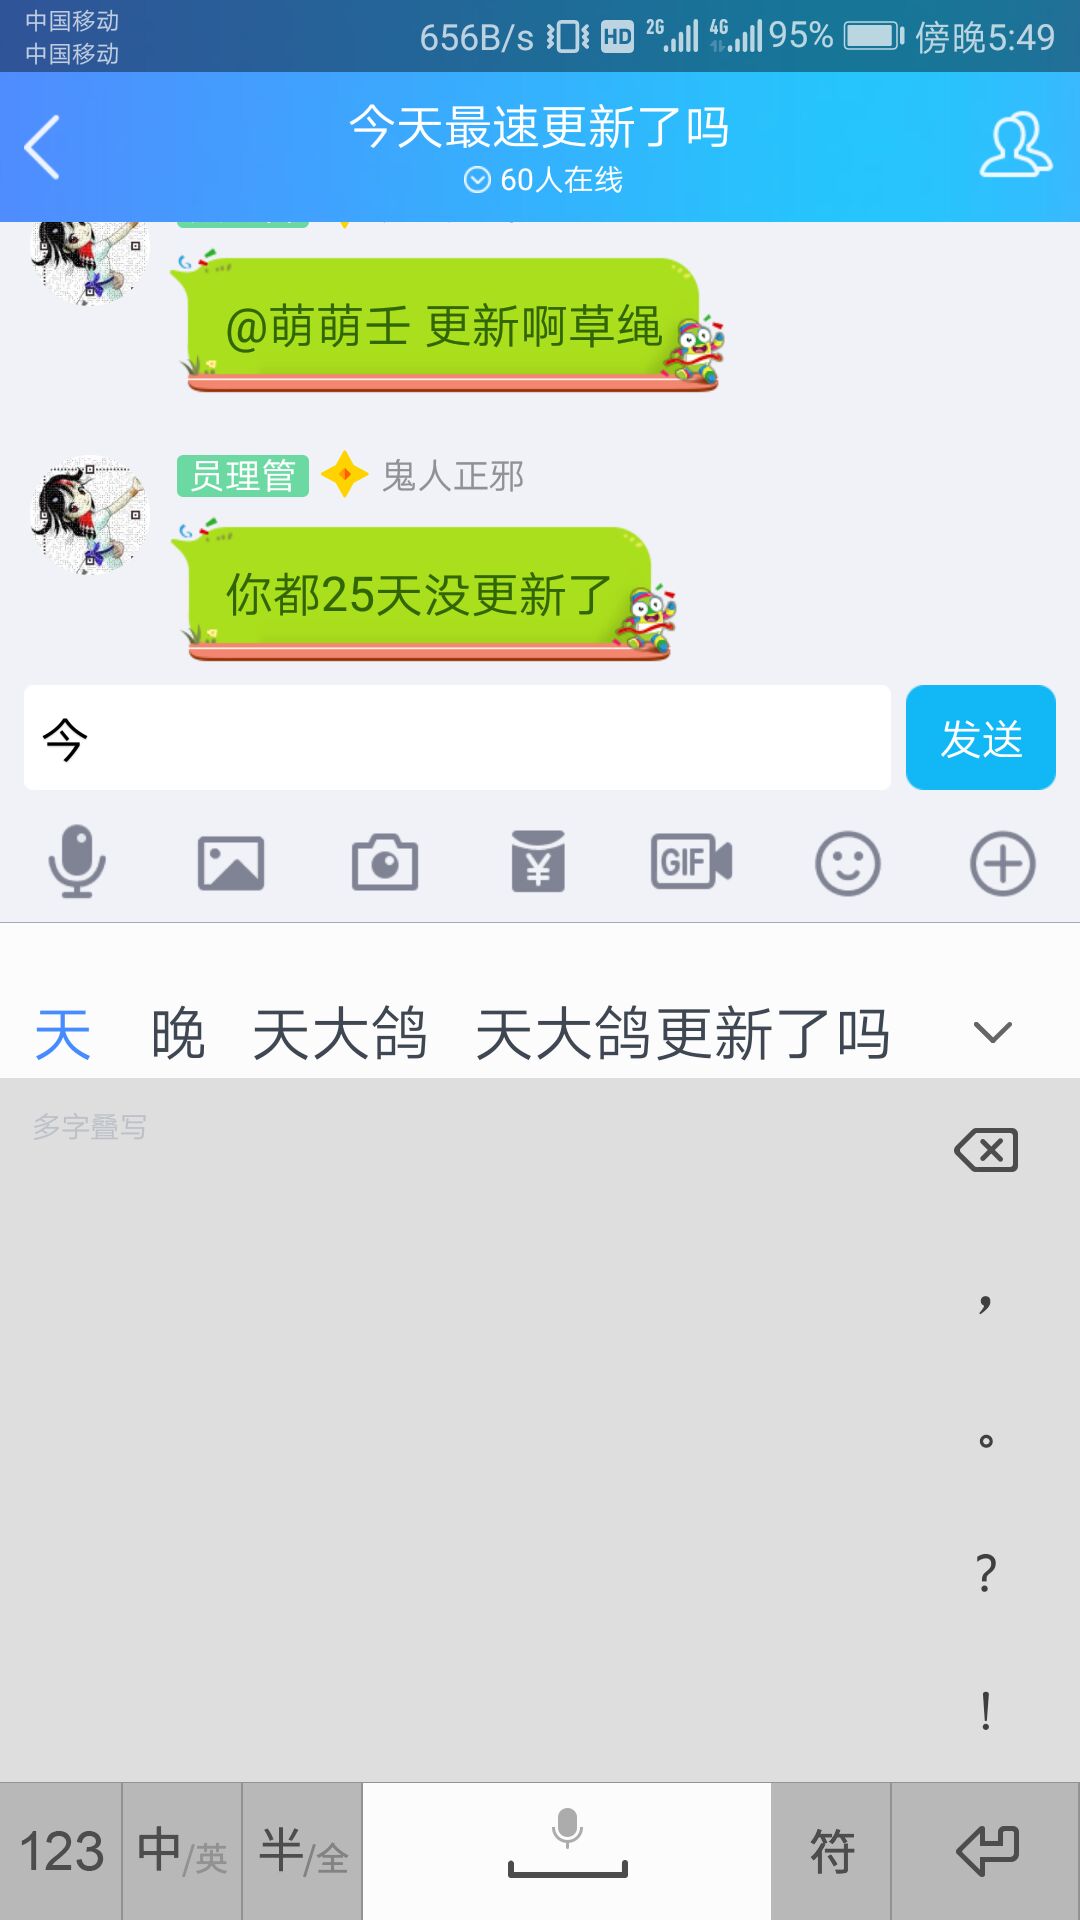 中国移动
中国移动
656B/s HD 2G 4G 95% 傍晚5:49
今天最速更新了吗
60人在线
@萌萌壬 更新啊草绳
员理管 鬼人正邪
你都25天没更新了
今
发送
¥ GIF
天 晚 天大鸽 天大鸽更新了吗
多字叠写
，
。
？
！
123 中/英 半/全 符